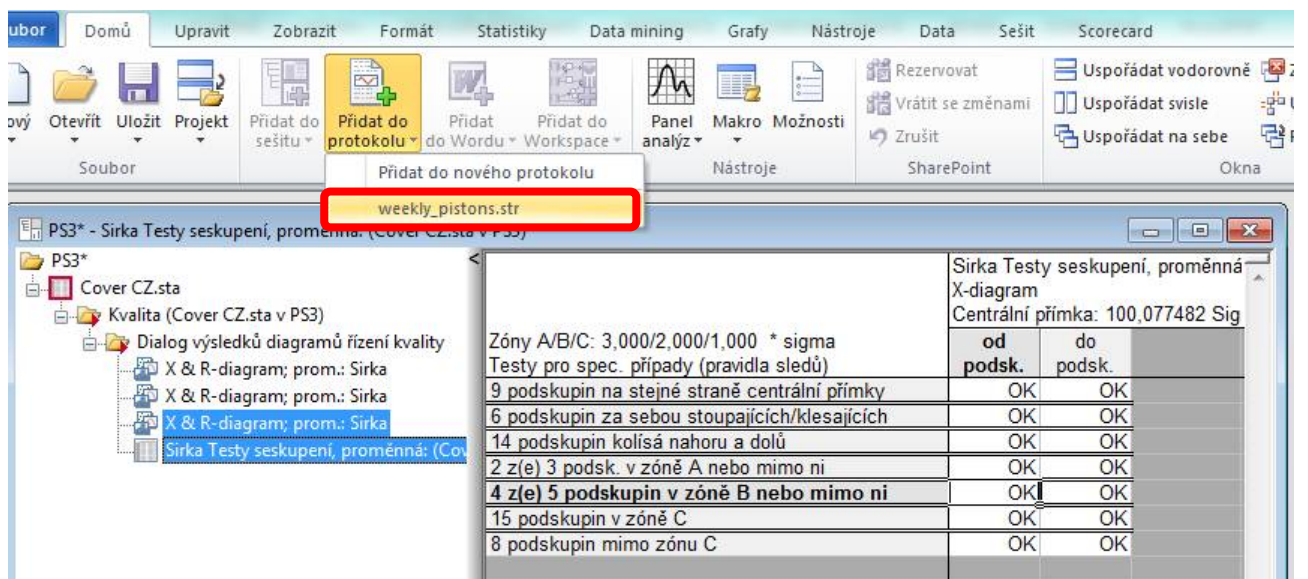 ubor Domů Upravit Zobrazit Formát Statistiky Data mining Grafy Nástroje Data Sešit Scorecard
ový Otevřít Uložit Projekt Přidat do sešitu Přidat do protokolu Přidat do Wordu Přidat do Workspace Panel analýz Makro Možnosti
Rezervovat
Vrátit se změnami
Zrušit
Uspořádat vodorovně
Uspořádat svisle
Uspořádat na sebe
Soubor Nástroje SharePoint Okna
Přidat do nového protokolu
weekly_pistons.str
PS3* - Sirka Testy seskupení, proměnná: (Cover CZ.sta v PS3)
PS3*
Cover CZ.sta
Kvalita (Cover CZ.sta v PS3)
Dialog výsledků diagramů řízení kvality
X & R-diagram; prom.: Sirka
X & R-diagram; prom.: Sirka
X & R-diagram; prom.: Sirka
Sirka Testy seskupení, proměnná: (Cov
<
Sirka Testy seskupení, proměnná
X-diagram
Centrální přímka: 100,077482 Sig
Zóny A/B/C: 3,000/2,000/1,000 * sigma od do
Testy pro spec. případy (pravidla sledů) podsk. podsk.
9 podskupin na stejné straně centrální přímky OK OK
6 podskupin za sebou stoupajících/klesajících OK OK
14 podskupin kolísá nahoru a dolů OK OK
2 z(e) 3 podsk. v zóně A nebo mimo ni OK OK
4 z(e) 5 podskupin v zóně B nebo mimo ni OK OK
15 podskupin v zóně C OK OK
8 podskupin mimo zónu C OK OK